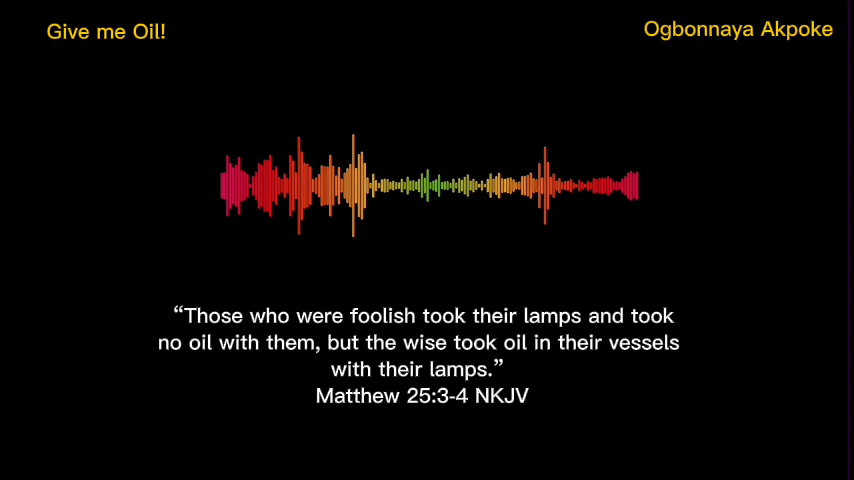 Give me Oil!
Ogbonnaya Akpoke
“Those who were foolish took their lamps and took
no oil with them, but the wise took oil in their vessels
with their lamps.”
Matthew 25:3-4 NKJV